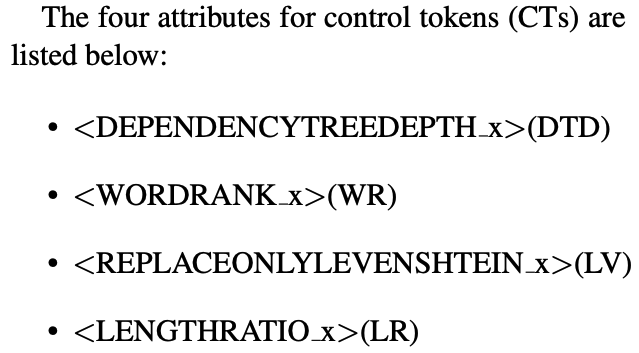 The four attributes for control tokens (CTs) are
listed below:
• <DEPENDENCYTREEDEPTH_x>(DTD)
• <WORDRANK_x>(WR)
• <REPLACEONLYLEVENSHTEIN_x>(LV)
• <LENGTHRATIO_x>(LR)